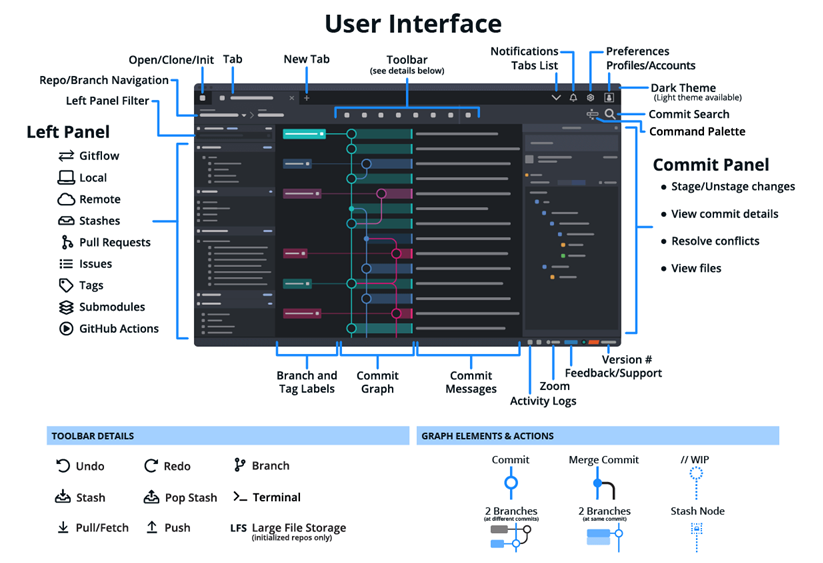 User Interface
Open/Clone/Init
Tab
New Tab
Toolbar
(see details below)
Notifications
Tabs List
Preferences
Profiles/Accounts
Repo/Branch Navigation
Left Panel Filter
Dark Theme
(Light theme available)
Commit Search
Command Palette
Left Panel
Gitflow
Local
Remote
Stashes
Pull Requests
Issues
Tags
Submodules
GitHub Actions
Commit Panel
• Stage/Unstage changes
• View commit details
• Resolve conflicts
• View files
Branch and
Tag Labels
Commit
Graph
Commit
Messages
Version #
Feedback/Support
Zoom
Activity Logs
TOOLBAR DETAILS
Undo
Redo
Branch
Stash
Pop Stash
Terminal
Pull/Fetch
Push
LFS Large File Storage
(initialized repos only)
GRAPH ELEMENTS & ACTIONS
Commit
Merge Commit
// WIP
2 Branches
(at different commits)
2 Branches
(at same commit)
Stash Node